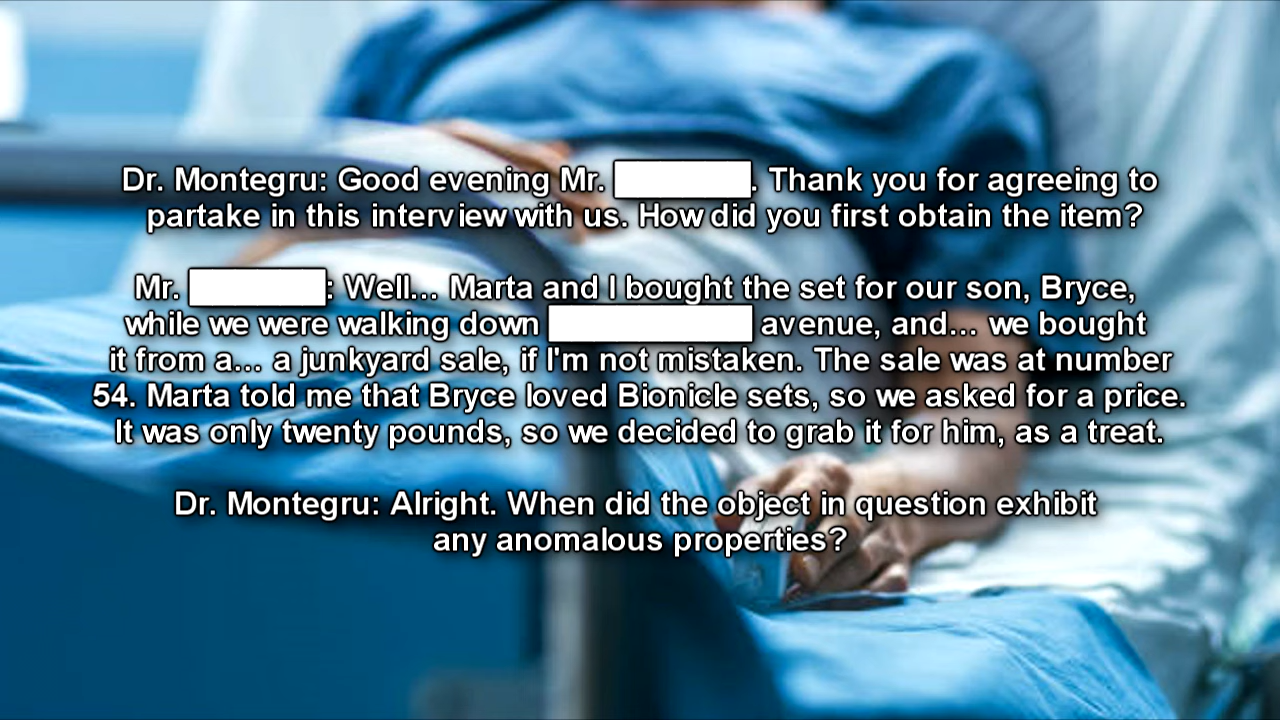 Dr. Montegru: Good evening Mr. . Thank you for agreeing to
partake in this interview with us. How did you first obtain the item?
Mr. : Well... Marta and I bought the set for our son, Bryce,
while we were walking down avenue, and... we bought
it from a... a junkyard sale, if I'm not mistaken. The sale was at number
54. Marta told me that Bryce loved Bionicle sets, so we asked for a price.
It was only twenty pounds, so we decided to grab it for him, as a treat.
Dr. Montegru: Alright. When did the object in question exhibit
any anomalous properties?